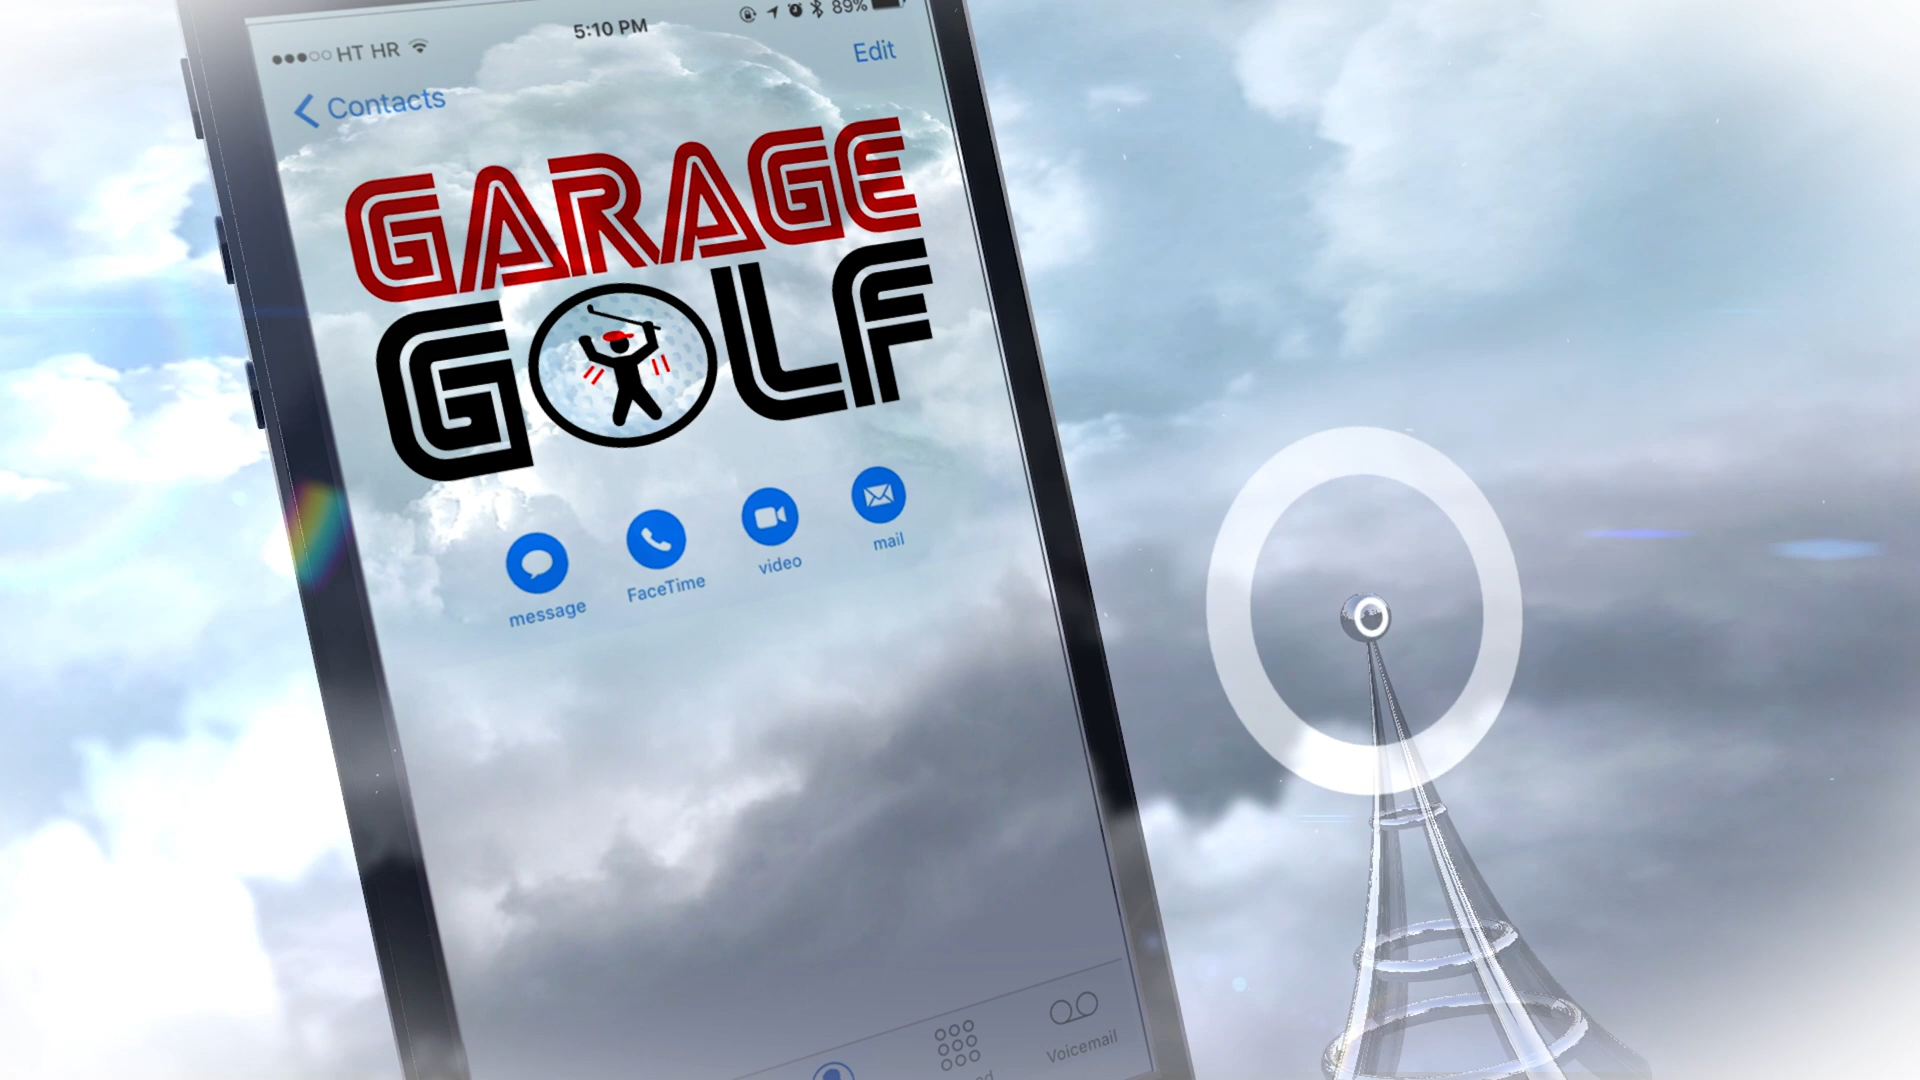 HT HR
5:10 PM
89%
Contacts
Edit
GARAGE
GOLF
message
FaceTime
video
mail
Voicemail